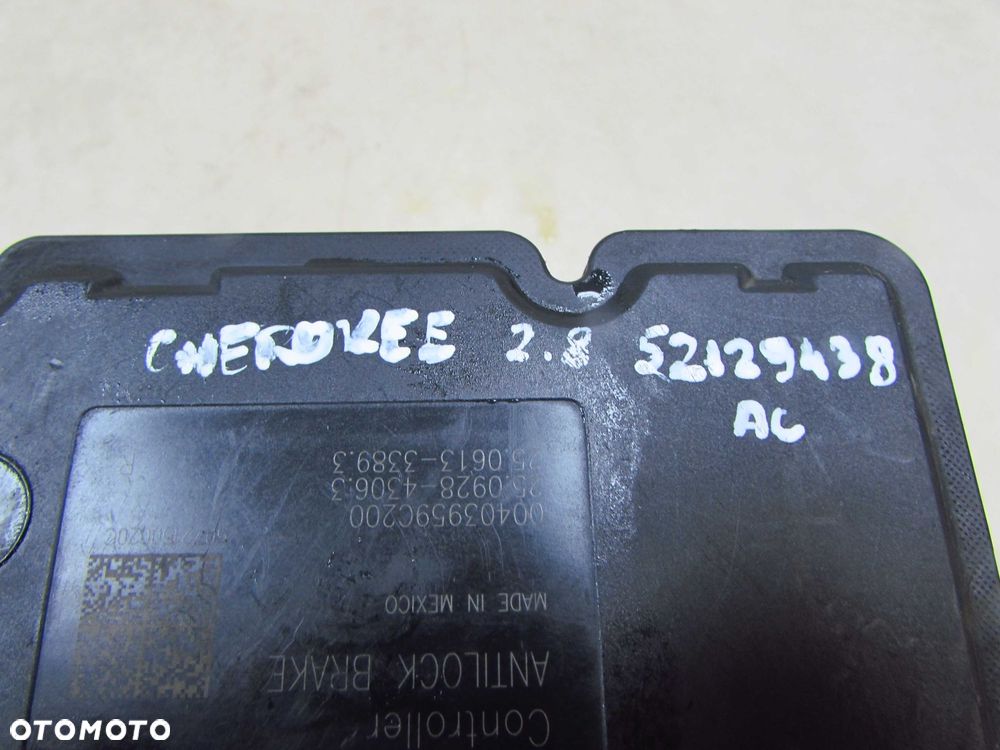 CHEROKEE 2.8 52129438
AC
Controller
ANTILOCK BRAKE
MADE IN MEXICO
00403959C200
25.0928-4306.3
25.0613-3389.3
OTOMOTO
OTOMOTO